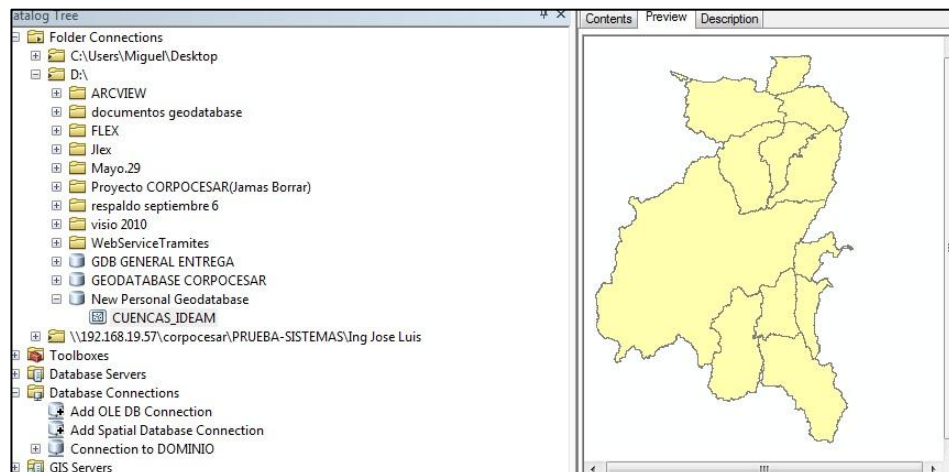 atalog Tree
Folder Connections
C:\Users\Miguel\Desktop
D:\
ARCVIEW
documentos geodatabase
FLEX
Jlex
Mayo.29
Proyecto CORPOCESAR(Jamas Borrar)
respaldo septiembre 6
visio 2010
WebServiceTramites
GDB GENERAL ENTREGA
GEODATABASE CORPOCESAR
New Personal Geodatabase
CUENCAS_IDEAM
\\192.168.19.57\corpocesar\PRUEBA-SISTEMAS\Ing Jose Luis
Toolboxes
Database Servers
Database Connections
Add OLE DB Connection
Add Spatial Database Connection
Connection to DOMINIO
GIS Servers
Contents Preview Description